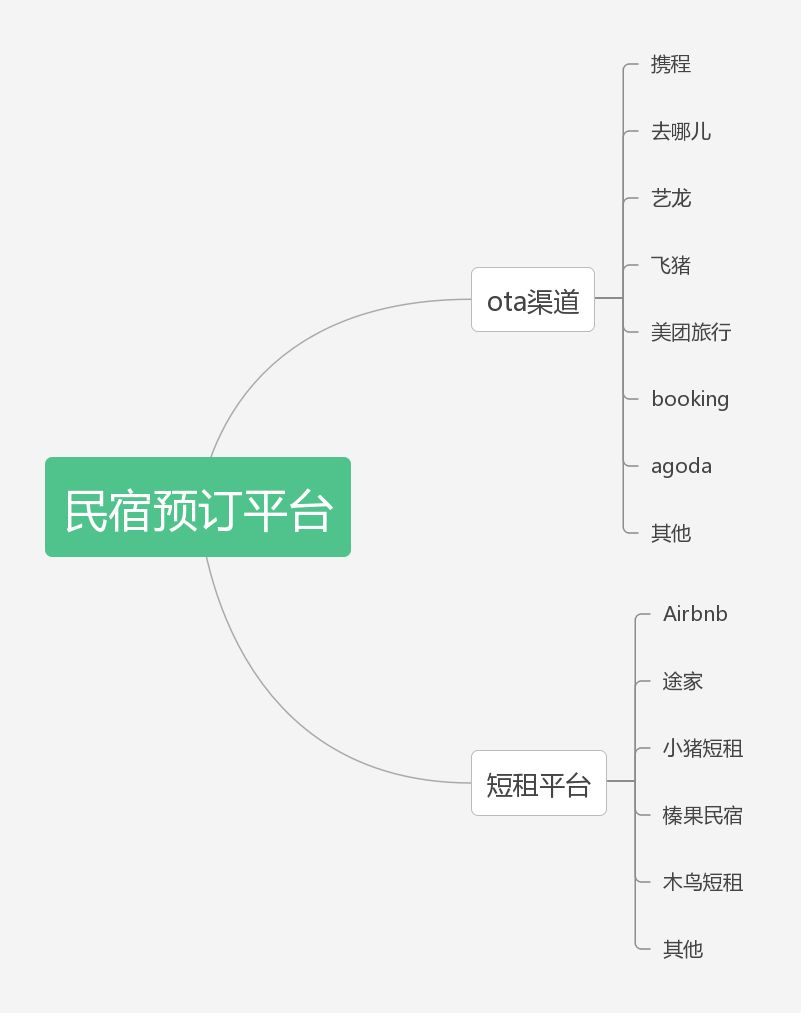 民宿预订平台
ota渠道
携程
去哪儿
艺龙
飞猪
美团旅行
booking
agoda
其他
短租平台
Airbnb
途家
小猪短租
榛果民宿
木鸟短租
其他